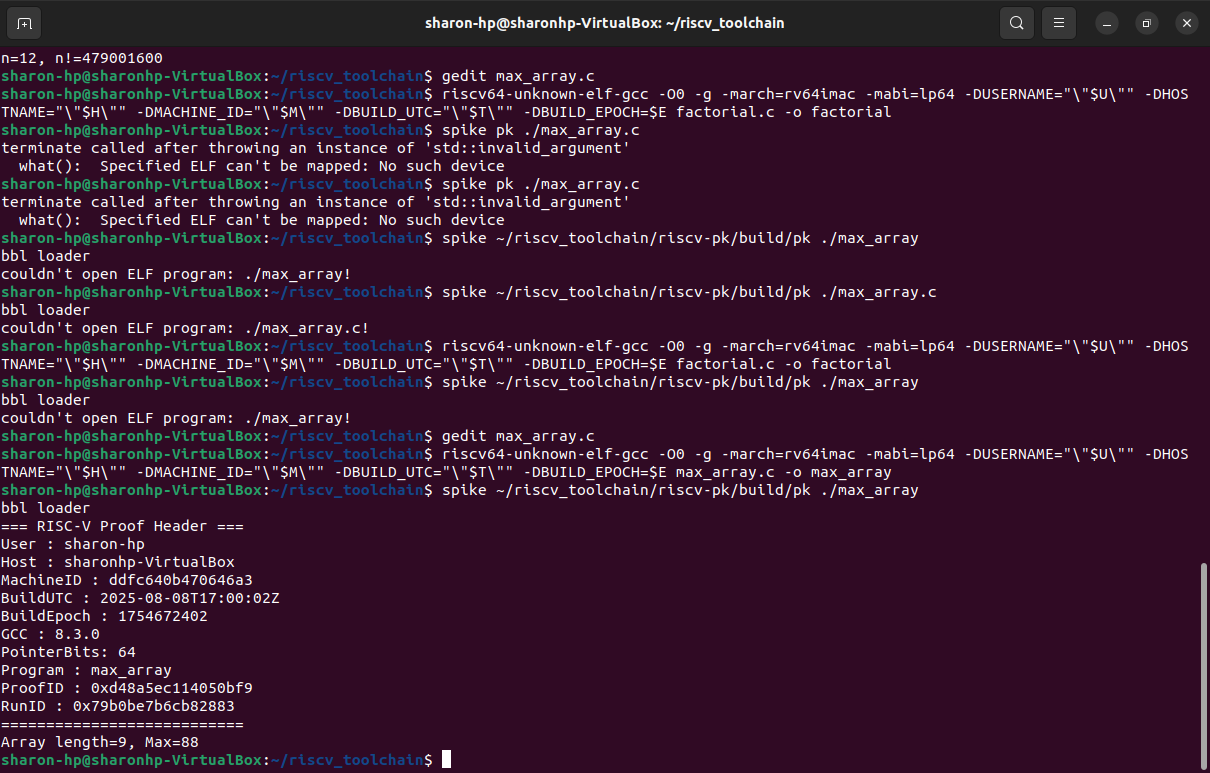 sharon-hp@sharonhp-VirtualBox: ~/riscv_toolchain
n=12, n!=479001600
sharon-hp@sharonhp-VirtualBox:~/riscv_toolchain$ gedit max_array.c
sharon-hp@sharonhp-VirtualBox:~/riscv_toolchain$ riscv64-unknown-elf-gcc -O0 -g -march=rv64imac -mabi=lp64 -DUSERNAME="\"$U\"" -DHOS
TNAME="\"$H\"" -DMACHINE_ID="\"$M\"" -DBUILD_UTC="\"$T\"" -DBUILD_EPOCH=$E factorial.c -o factorial
sharon-hp@sharonhp-VirtualBox:~/riscv_toolchain$ spike pk ./max_array.c
terminate called after throwing an instance of 'std::invalid_argument'
  what():  Specified ELF can't be mapped: No such device
sharon-hp@sharonhp-VirtualBox:~/riscv_toolchain$ spike pk ./max_array.c
terminate called after throwing an instance of 'std::invalid_argument'
  what():  Specified ELF can't be mapped: No such device
sharon-hp@sharonhp-VirtualBox:~/riscv_toolchain$ spike ~/riscv_toolchain/riscv-pk/build/pk ./max_array
bbl loader
couldn't open ELF program: ./max_array!
sharon-hp@sharonhp-VirtualBox:~/riscv_toolchain$ spike ~/riscv_toolchain/riscv-pk/build/pk ./max_array.c
bbl loader
couldn't open ELF program: ./max_array.c!
sharon-hp@sharonhp-VirtualBox:~/riscv_toolchain$ riscv64-unknown-elf-gcc -O0 -g -march=rv64imac -mabi=lp64 -DUSERNAME="\"$U\"" -DHOS
TNAME="\"$H\"" -DMACHINE_ID="\"$M\"" -DBUILD_UTC="\"$T\"" -DBUILD_EPOCH=$E factorial.c -o factorial
sharon-hp@sharonhp-VirtualBox:~/riscv_toolchain$ spike ~/riscv_toolchain/riscv-pk/build/pk ./max_array
bbl loader
couldn't open ELF program: ./max_array!
sharon-hp@sharonhp-VirtualBox:~/riscv_toolchain$ gedit max_array.c
sharon-hp@sharonhp-VirtualBox:~/riscv_toolchain$ riscv64-unknown-elf-gcc -O0 -g -march=rv64imac -mabi=lp64 -DUSERNAME="\"$U\"" -DHOS
TNAME="\"$H\"" -DMACHINE_ID="\"$M\"" -DBUILD_UTC="\"$T\"" -DBUILD_EPOCH=$E max_array.c -o max_array
sharon-hp@sharonhp-VirtualBox:~/riscv_toolchain$ spike ~/riscv_toolchain/riscv-pk/build/pk ./max_array
bbl loader
=== RISC-V Proof Header ===
User : sharon-hp
Host : sharonhp-VirtualBox
MachineID : ddfc640b470646a3
BuildUTC : 2025-08-08T17:00:02Z
BuildEpoch : 1754672402
GCC : 8.3.0
PointerBits: 64
Program : max_array
ProofID : 0xd48a5ec114050bf9
RunID : 0x79b0be7b6cb82883
===========================
Array length=9, Max=88
sharon-hp@sharonhp-VirtualBox:~/riscv_toolchain$